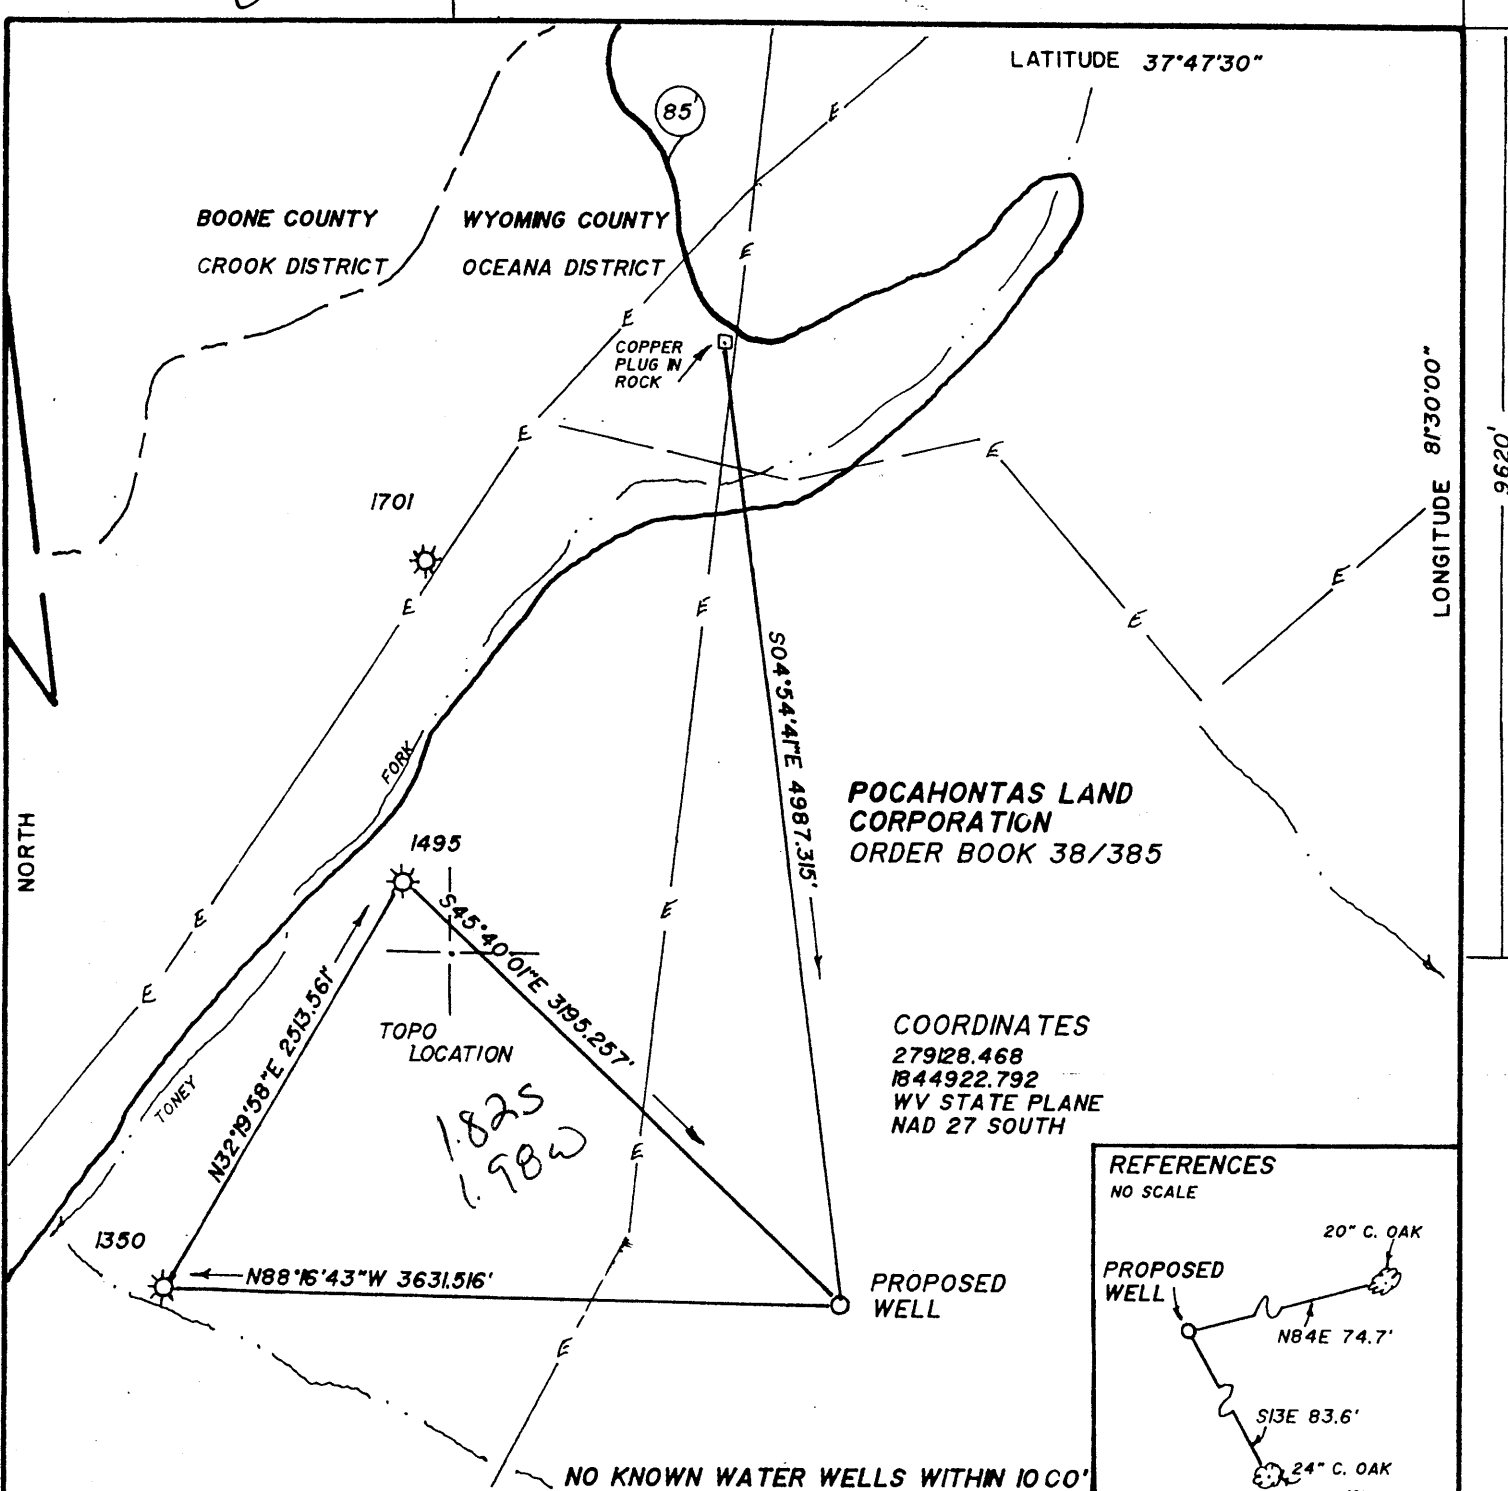 LATITUDE 37°47'30"
85'
BOONE COUNTY
CROOK DISTRICT
WYOMING COUNTY
OCEANA DISTRICT
E
E
E
COPPER
PLUG IN
ROCK
E
E
LONGITUDE 81°30'00"
9620'
1701
E
E
E
E
S04°54'41"E 4987.315'
FORK
NORTH
POCAHONTAS LAND
CORPORATION
ORDER BOOK 38/385
1495
E
E
E
S45°40'01"E 3195.257'
N32°19'58"E 2513.561'
TOPO
LOCATION
TONEY
1.82S
1.98W
COORDINATES
279128.468
1844922.792
WV STATE PLANE
NAD 27 SOUTH
E
1350
N88°16'43"W 3631.516'
PROPOSED
WELL
E
REFERENCES
NO SCALE
20" C. OAK
PROPOSED
WELL
N84E 74.7'
S13E 83.6'
24" C. OAK
NO KNOWN WATER WELLS WITHIN 1000'